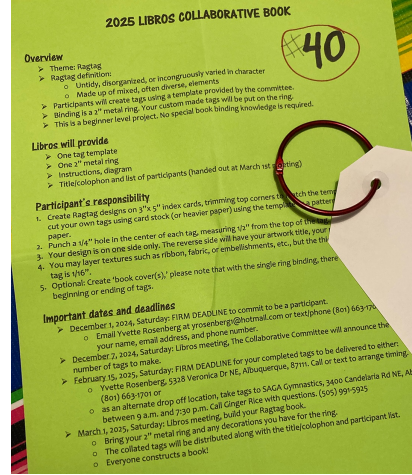 2025 LIBROS COLLABORATIVE BOOK
#40
Overview
Theme: Ragtag
Ragtag definition:
Untidy, disorganized, or incongruously varied in character
Made up of mixed, often diverse, elements
Participants will create tags using a template provided by the committee.
Binding is a 2" metal ring. Your custom made tags will be put on the ring.
This is a beginner level project. No special book binding knowledge is required.
Libros will provide
One tag template
One 2" metal ring
Instructions, diagram
Title/colophon and list of participants (handed out at March 1st meeting)
Participant's responsibility
1. Create Ragtag designs on 3"x 5" index cards, trimming top corners to match the
cut your own tags using card stock (or heavier paper) using the template
paper.
2. Punch a 1/4" hole in the center of each tag, measuring 1/2" from the top of the tag
3. Your design is on one side only. The reverse side will have your artwork title, your
4. You may layer textures such as ribbon, fabric, or embellishments, etc., but the
tag is 1/16".
5. Optional: Create 'book cover(s),' please note that with the single ring binding, there
beginning or ending of tags.
Important dates and deadlines
December 1, 2024, Saturday: FIRM DEADLINE to commit to be a participant.
Email Yvette Rosenberg at yrosenberg1@hotmail.com or text/phone (801) 663-170
your name, email address, and phone number.
December 7, 2024, Saturday: Libros meeting, The Collaborative Committee will announce the
number of tags to make.
February 15, 2025, Saturday: FIRM DEADLINE for your completed tags to be delivered to either:
Yvette Rosenberg, 5328 Veronica Dr NE, Albuquerque, 87111. Call or text to arrange timing.
(801) 663-1701 or
as an alternate drop off location, take tags to SAGA Gymnastics, 3400 Candelaria Rd NE,
between 9 a.m. and 7:30 p.m. Call Ginger Rice with questions. (505) 991-5925
March 1, 2025, Saturday: Libros meeting, build your Ragtag book.
Bring your 2" metal ring and any decorations you have for the ring.
The collated tags will be distributed along with the title/colophon and participant list.
Everyone constructs a book!